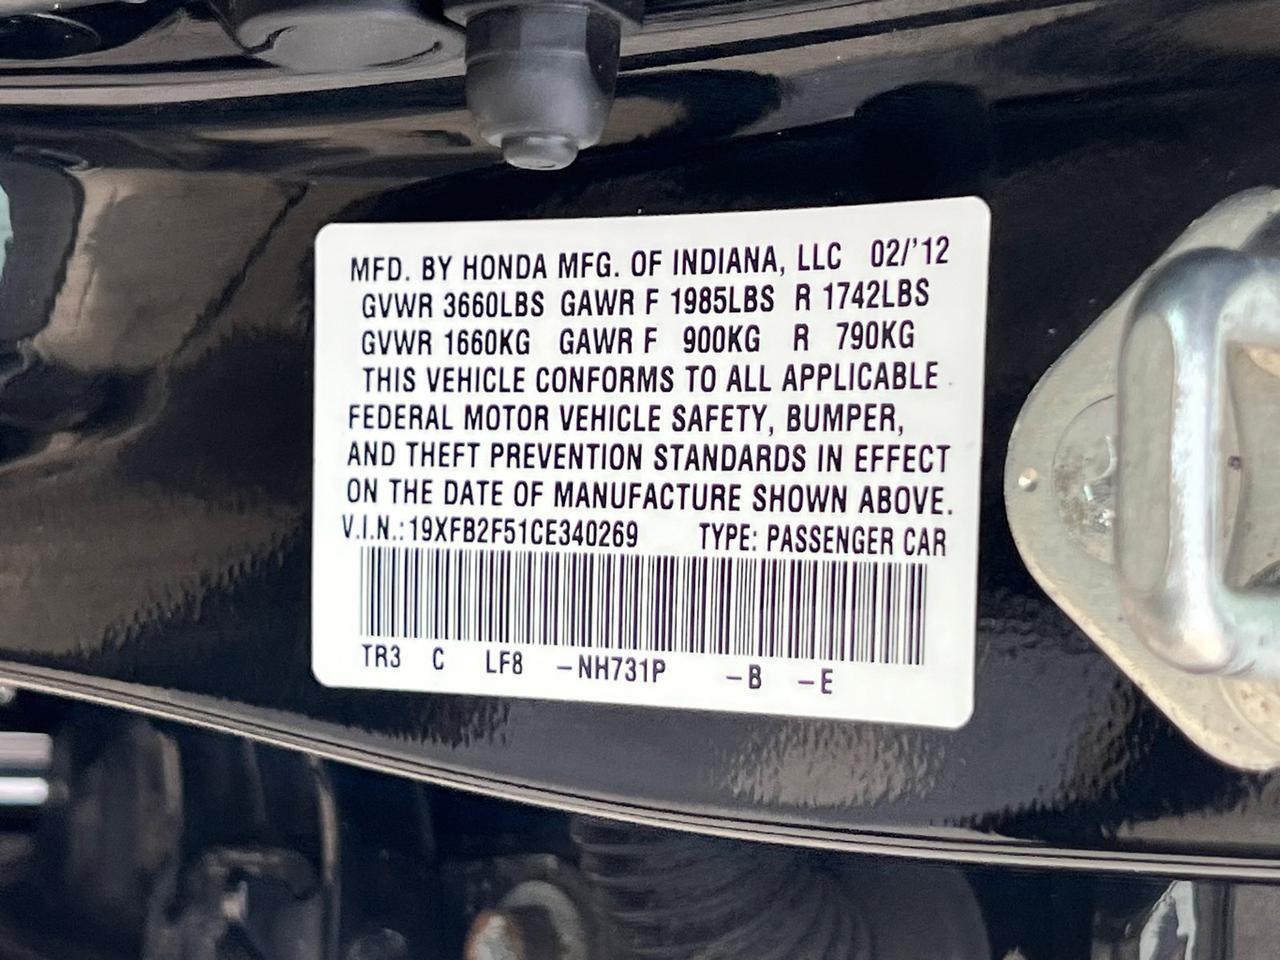 MFD. BY HONDA MFG. OF INDIANA, LLC 02/'12
GVWR 3660LBS GAWR F 1985LBS R 1742LBS
GVWR 1660KG GAWR F 900KG R 790KG
THIS VEHICLE CONFORMS TO ALL APPLICABLE
FEDERAL MOTOR VEHICLE SAFETY, BUMPER,
AND THEFT PREVENTION STANDARDS IN EFFECT
ON THE DATE OF MANUFACTURE SHOWN ABOVE.
V.I.N.: 19XFB2F51CE340269 TYPE: PASSENGER CAR
TR3 C LF8 -NH731P -B -E